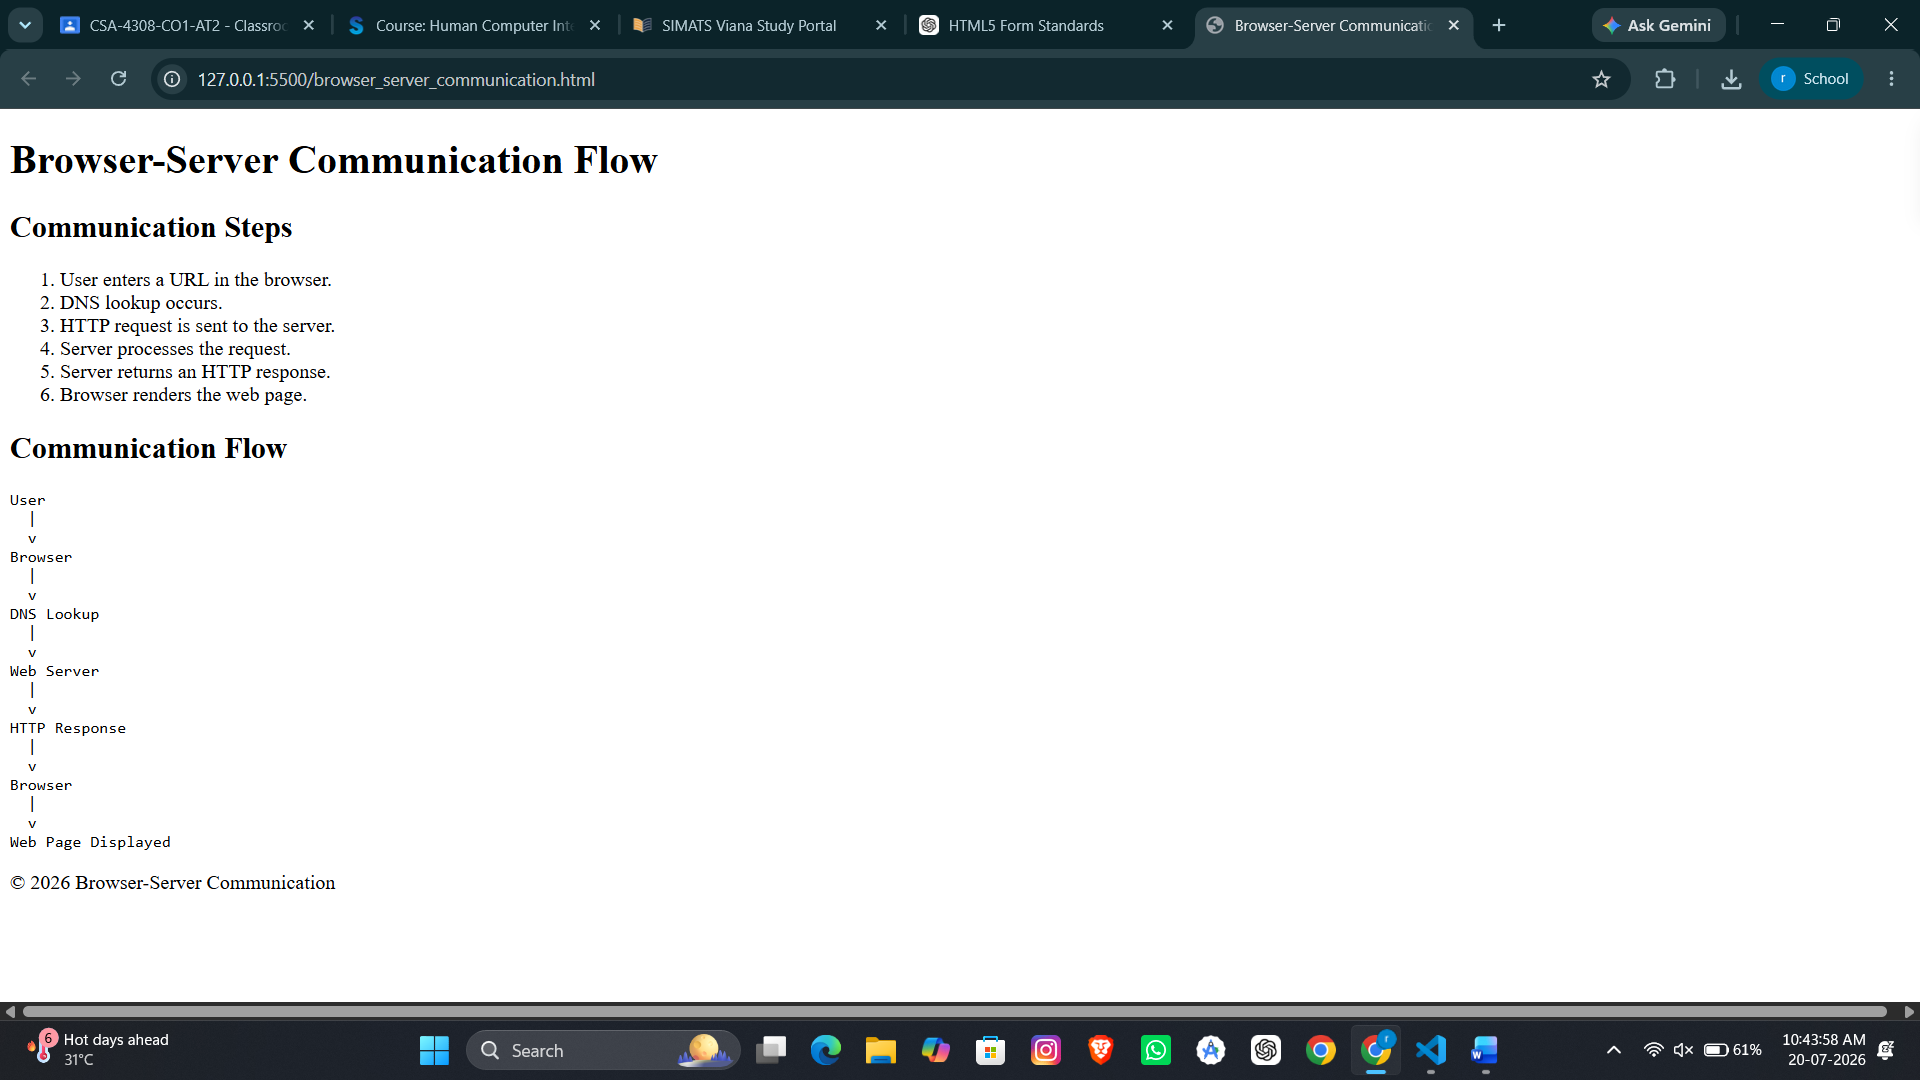 CSA-4308-CO1-AT2 - Classroo
Course: Human Computer Inte
SIMATS Viana Study Portal
HTML5 Form Standards
Browser-Server Communicatio
Ask Gemini
127.0.0.1:5500/browser_server_communication.html
r
School
Browser-Server Communication Flow
Communication Steps
1. User enters a URL in the browser.
2. DNS lookup occurs.
3. HTTP request is sent to the server.
4. Server processes the request.
5. Server returns an HTTP response.
6. Browser renders the web page.
Communication Flow
User
|
v
Browser
|
v
DNS Lookup
|
v
Web Server
|
v
HTTP Response
|
v
Browser
|
v
Web Page Displayed
© 2026 Browser-Server Communication
6
Hot days ahead
31°C
Search
61%
10:43:58 AM
20-07-2026